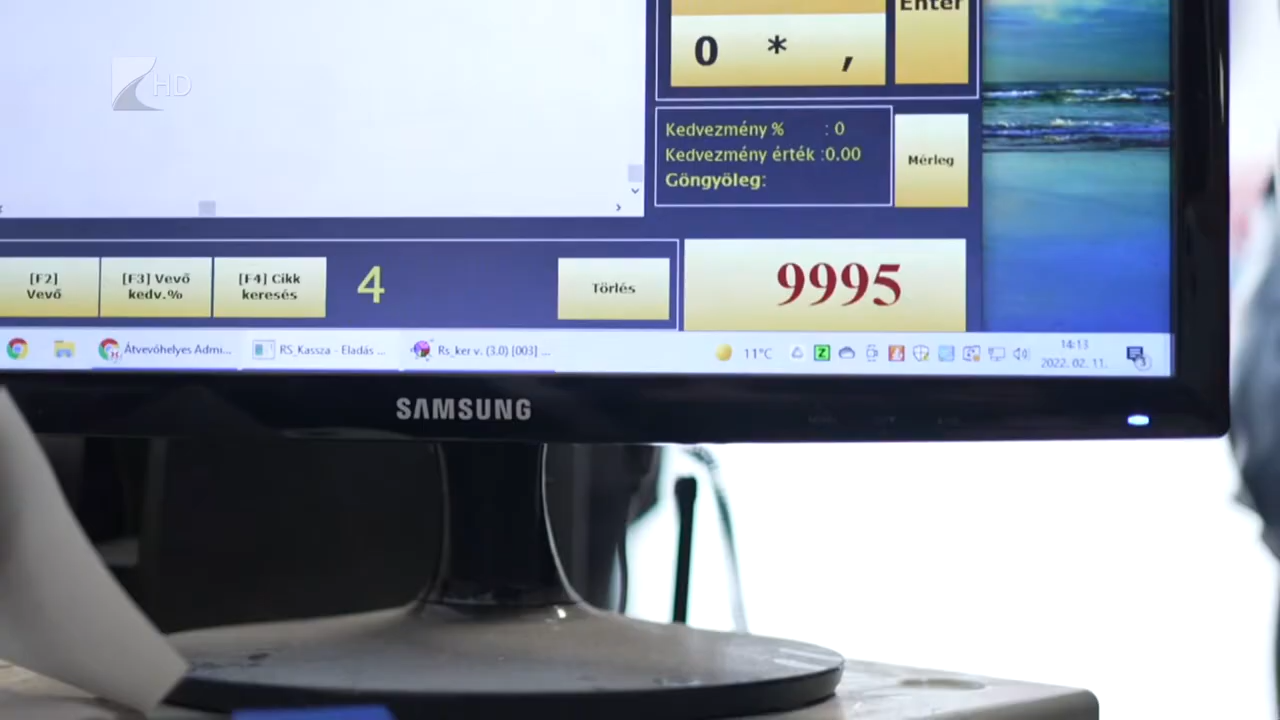 Enter
0 * ,
HD
Kedvezmény % : 0
Kedvezmény érték :0.00
Göngyöleg:
Mérleg
[F2]
Vevő
[F3] Vevő
kedv.%
[F4] Cikk
keresés
4
Törlés
9995
Átvevőhelyes Admi...
RS_Kassza - Eladás ...
Rs_ker v. (3.0) [003] ...
11°C
Z
14:13
2022. 02. 11.
3
SAMSUNG